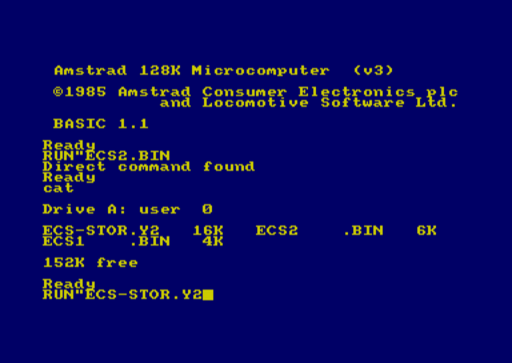 Amstrad 128K Microcomputer  (v3)
©1985 Amstrad Consumer Electronics plc
and Locomotive Software Ltd.
BASIC 1.1
Ready
RUN"ECS2.BIN
Direct command found
Ready
cat
Drive A: user  0
ECS-STOR.Y2   16K   ECS2    .BIN   6K
ECS1    .BIN   4K
152K free
Ready
RUN"ECS-STOR.Y2